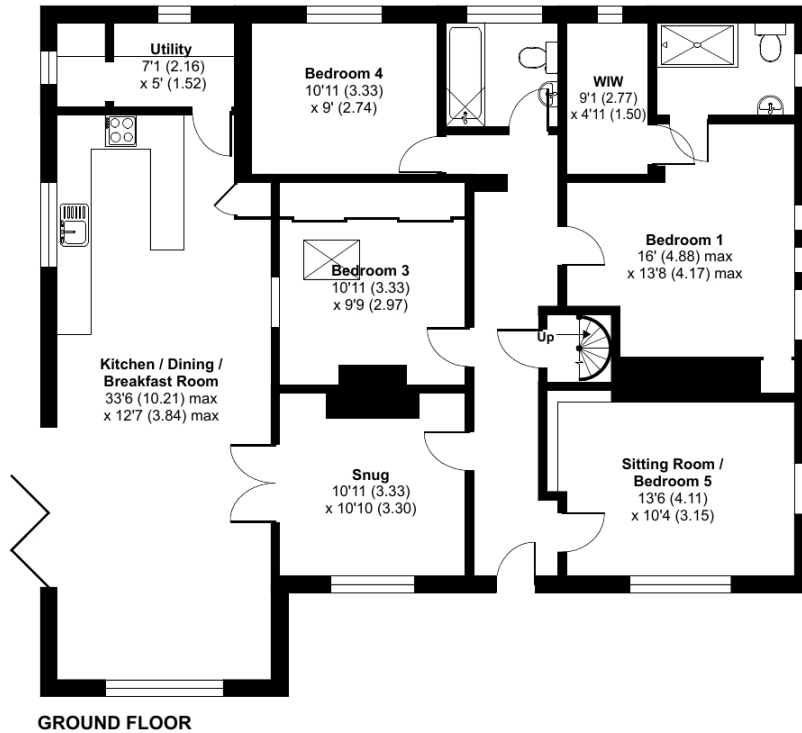 Utility
7'1 (2.16)
x 5' (1.52)
Bedroom 4
10'11 (3.33)
x 9' (2.74)
WIW
9'1 (2.77)
x 4'11 (1.50)
Bedroom 1
16' (4.88) max
x 13'8 (4.17) max
Bedroom 3
10'11 (3.33)
x 9'9 (2.97)
Up
Kitchen / Dining /
Breakfast Room
33'6 (10.21) max
x 12'7 (3.84) max
Snug
10'11 (3.33)
x 10'10 (3.30)
Sitting Room /
Bedroom 5
13'6 (4.11)
x 10'4 (3.15)
GROUND FLOOR